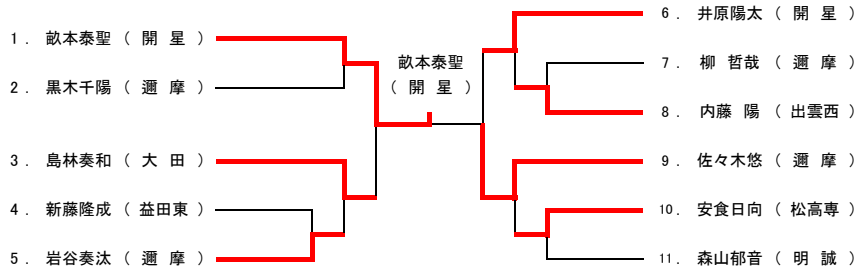 1 . 畝本泰聖 ( 開 星 )
2 . 黒木千陽 ( 邇 摩 )
3 . 島林奏和 ( 大 田 )
4 . 新藤隆成 ( 益田東 )
5 . 岩谷奏汰 ( 邇 摩 )
畝本泰聖
( 開 星 )
6 . 井原陽太 ( 開 星 )
7 . 柳 哲哉 ( 邇 摩 )
8 . 内藤 陽 ( 出雲西 )
9 . 佐々木悠 ( 邇 摩 )
10. 安食日向 ( 松高専 )
11. 森山郁音 ( 明 誠 )